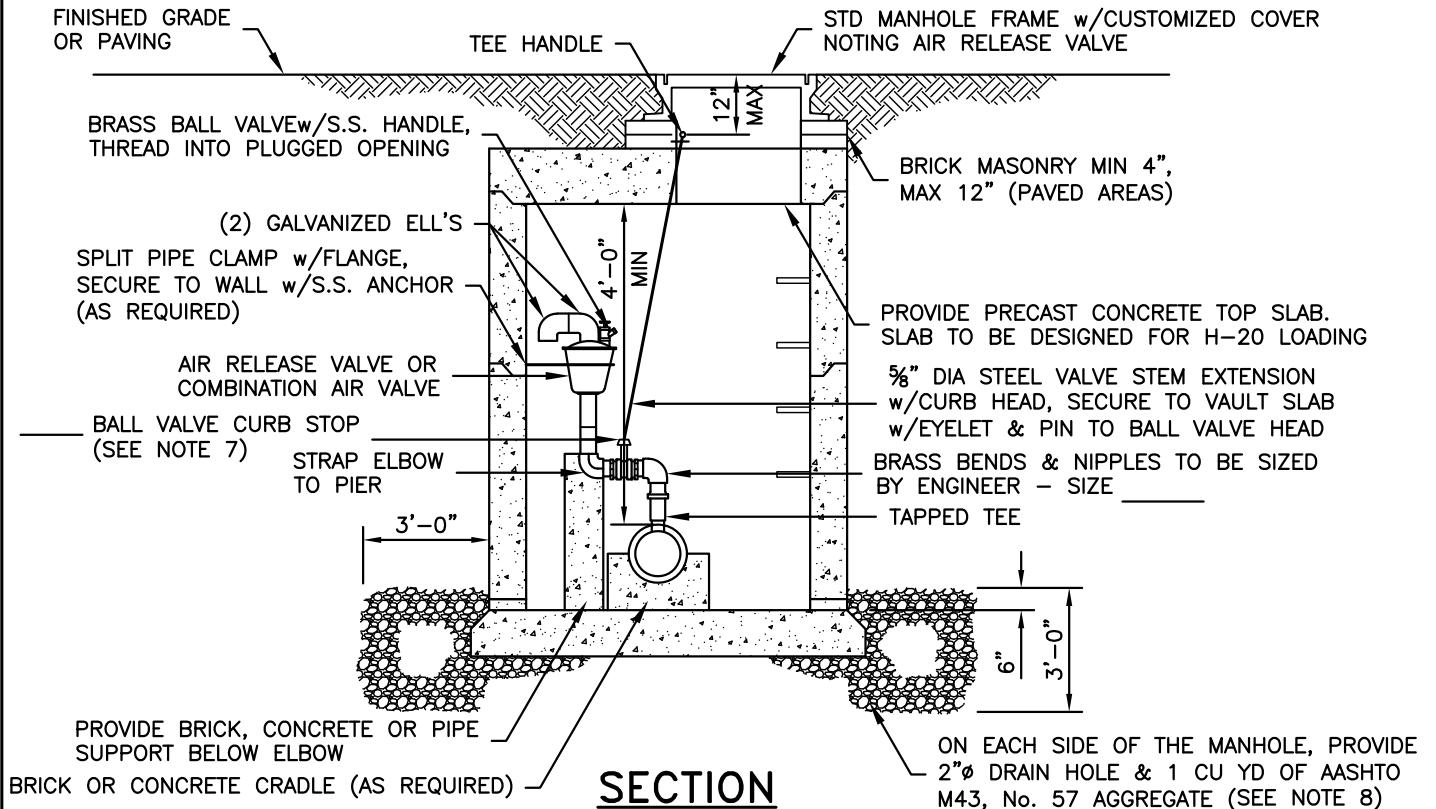 FINISHED GRADE
OR PAVING
TEE HANDLE
STD MANHOLE FRAME w/CUSTOMIZED COVER
NOTING AIR RELEASE VALVE
12"
MAX
BRASS BALL VALVEw/S.S. HANDLE,
THREAD INTO PLUGGED OPENING
BRICK MASONRY MIN 4",
MAX 12" (PAVED AREAS)
(2) GALVANIZED ELL'S
SPLIT PIPE CLAMP w/FLANGE,
SECURE TO WALL w/S.S. ANCHOR
(AS REQUIRED)
4'-0"
MIN
PROVIDE PRECAST CONCRETE TOP SLAB.
SLAB TO BE DESIGNED FOR H-20 LOADING
AIR RELEASE VALVE OR
COMBINATION AIR VALVE
⅝" DIA STEEL VALVE STEM EXTENSION
w/CURB HEAD, SECURE TO VAULT SLAB
w/EYELET & PIN TO BALL VALVE HEAD
BALL VALVE CURB STOP
(SEE NOTE 7)
STRAP ELBOW
TO PIER
BRASS BENDS & NIPPLES TO BE SIZED
BY ENGINEER - SIZE
TAPPED TEE
3'-0"
6"
3'-0"
PROVIDE BRICK, CONCRETE OR PIPE
SUPPORT BELOW ELBOW
BRICK OR CONCRETE CRADLE (AS REQUIRED)
SECTION
ON EACH SIDE OF THE MANHOLE, PROVIDE
2"ø DRAIN HOLE & 1 CU YD OF AASHTO
M43, No. 57 AGGREGATE (SEE NOTE 8)